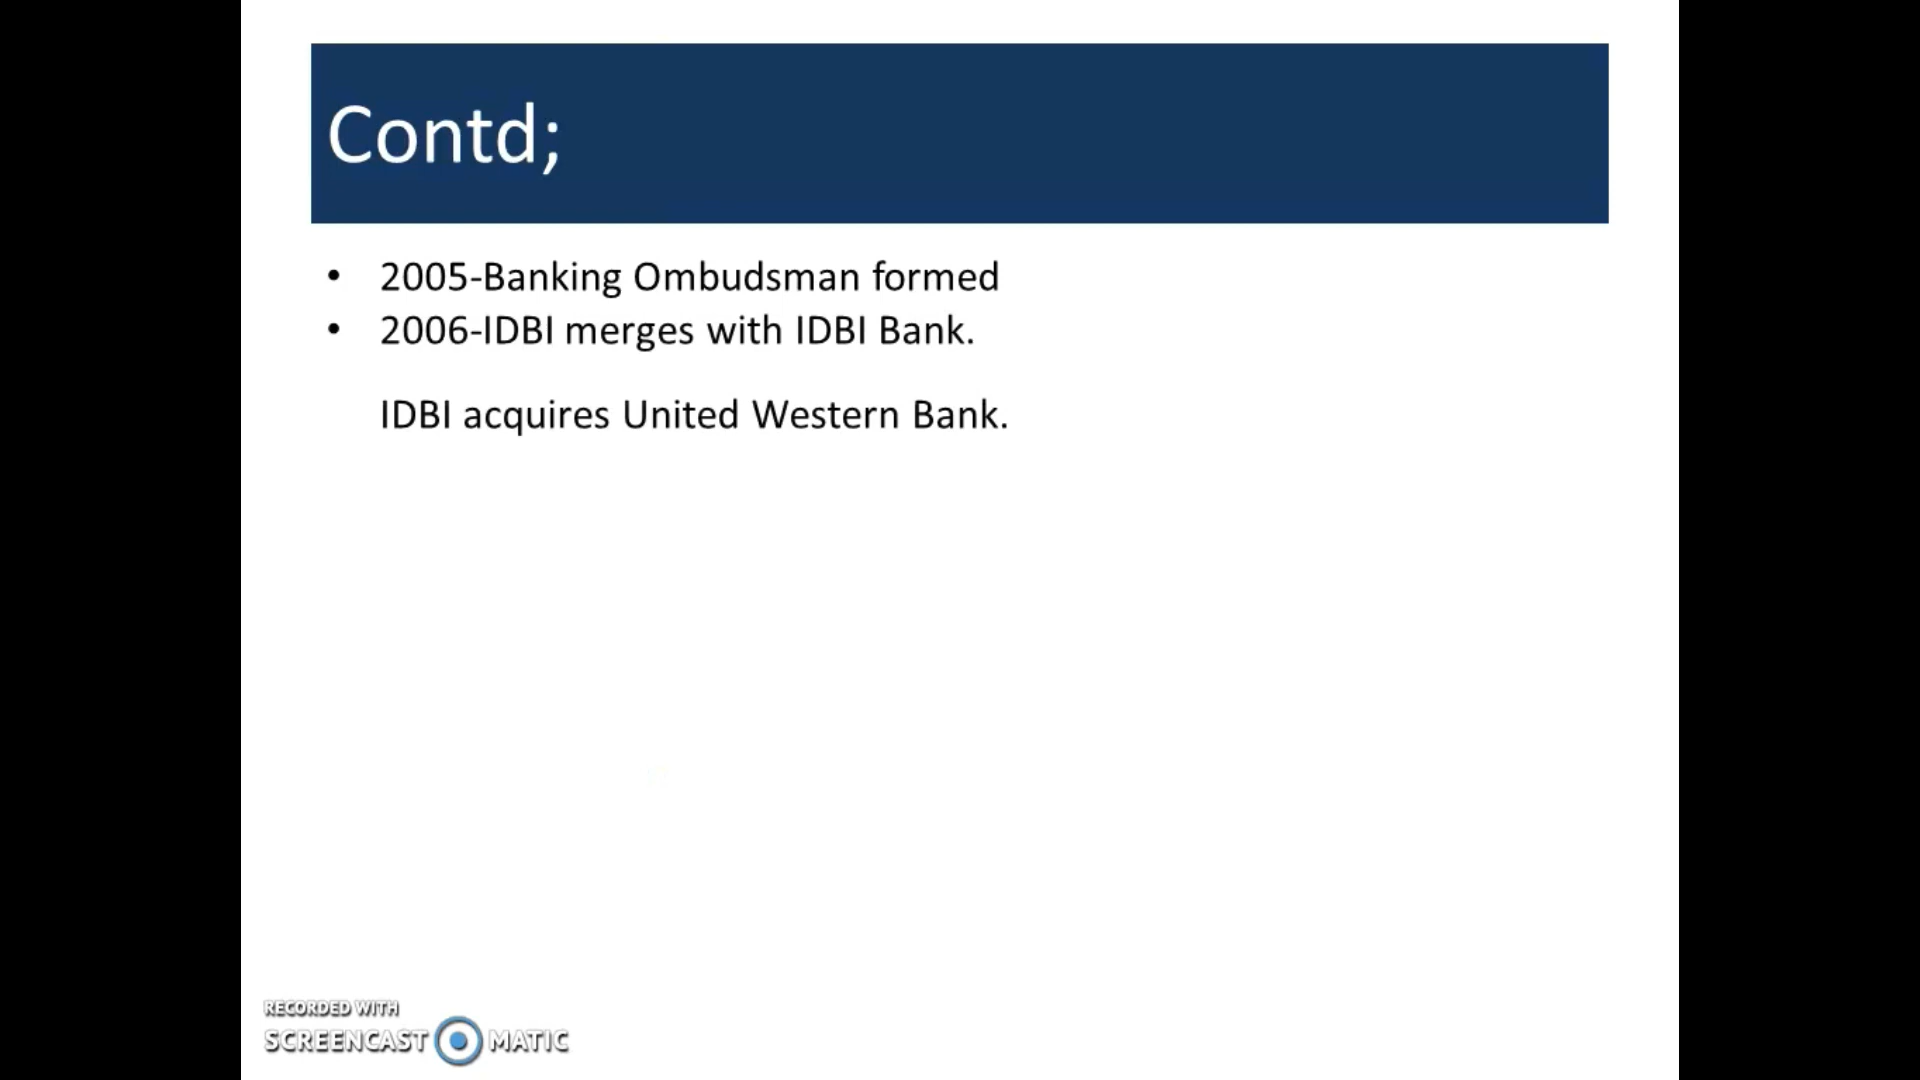 Contd;
• 2005-Banking Ombudsman formed
• 2006-IDBI merges with IDBI Bank.
IDBI acquires United Western Bank.
RECORDED WITH
SCREENCAST MATIC